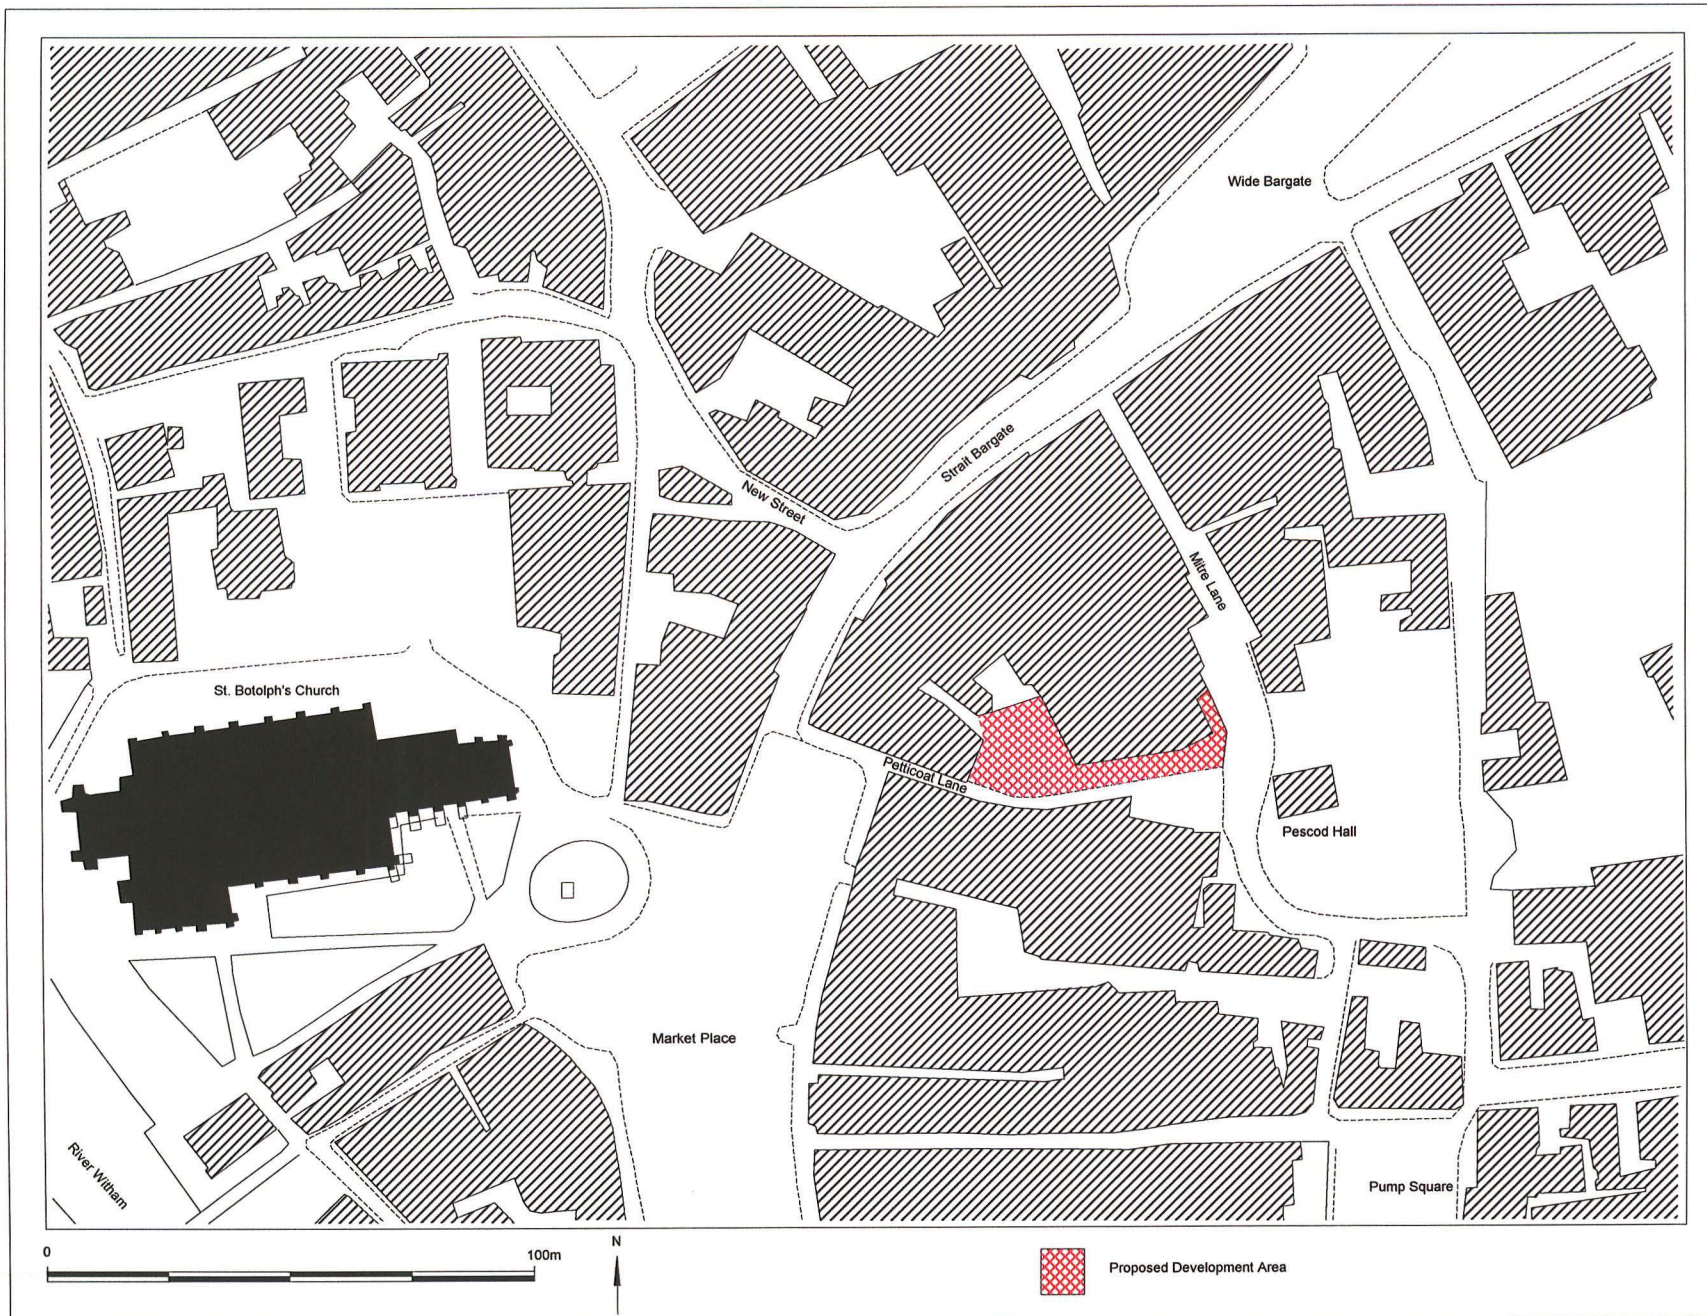 Wide Bargate
Strait Bargate
New Street
Mitre Lane
St. Botolph's Church
Petticoat Lane
Pescod Hall
Market Place
River Witham
Pump Square
0
100m
N
Proposed Development Area